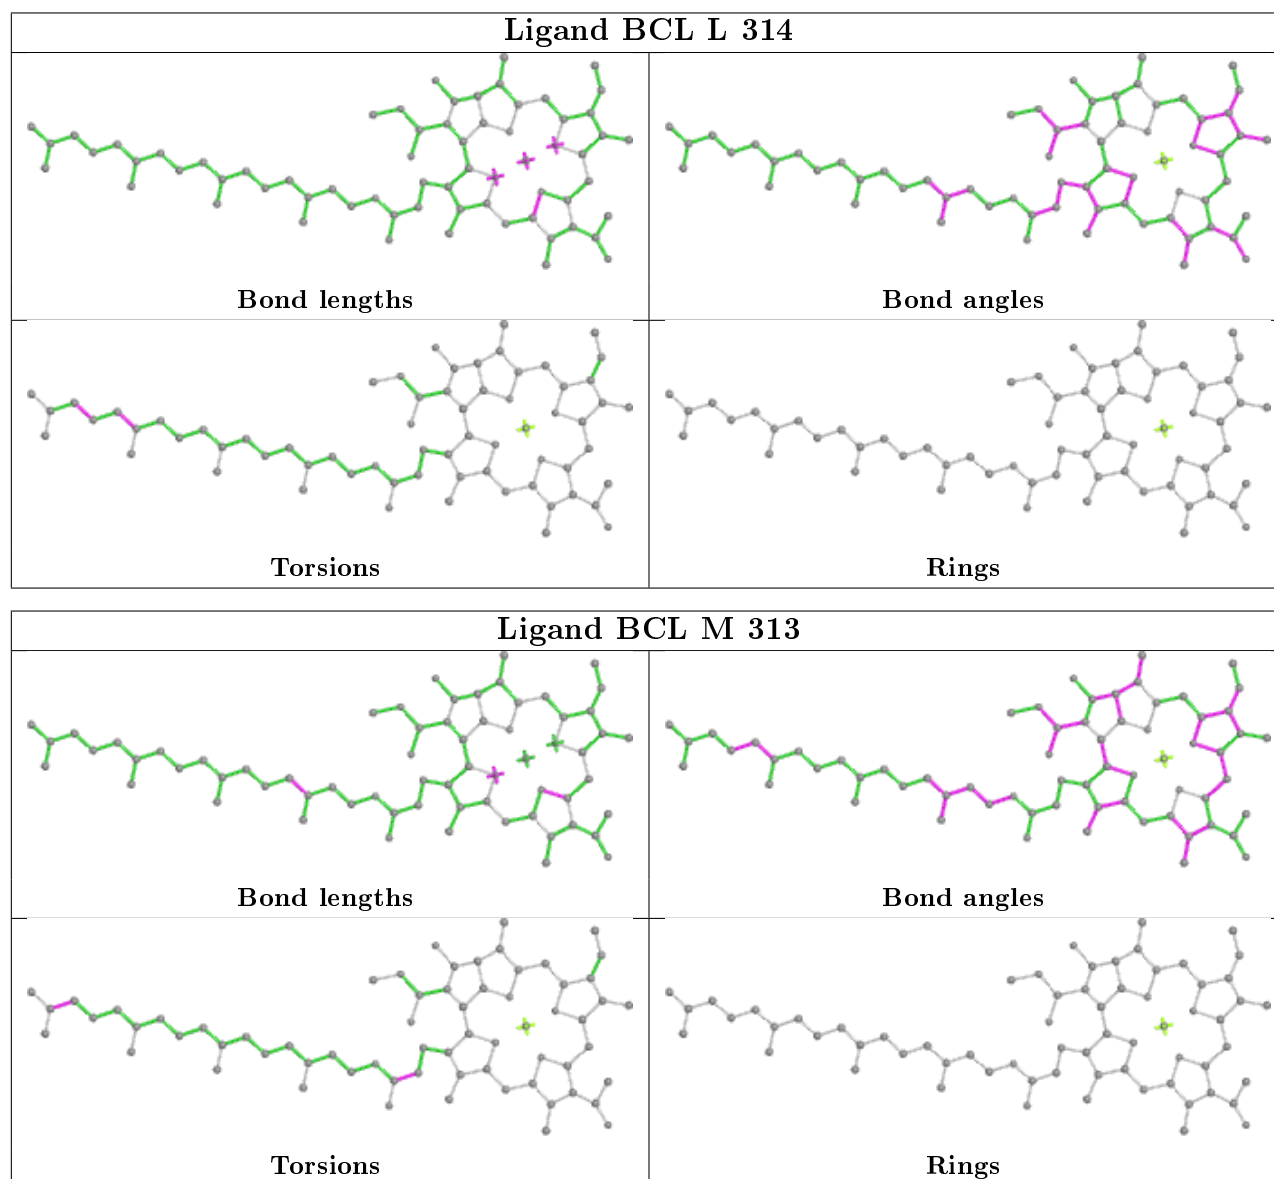 Ligand BCL L 314
Bond lengths
Bond angles
Torsions
Rings
Ligand BCL M 313
Bond lengths
Bond angles
Torsions
Rings